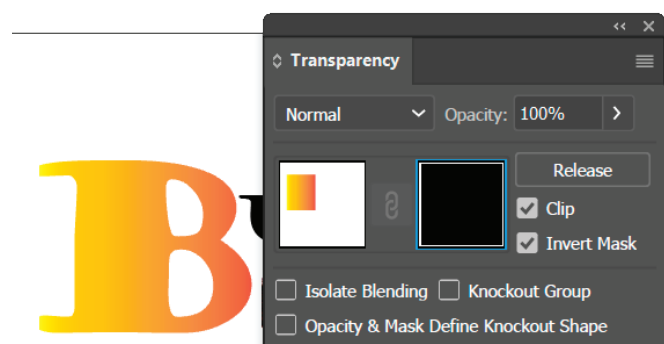 Transparency
Normal Opacity: 100%
Release
Clip
Invert Mask
Isolate Blending Knockout Group
Opacity & Mask Define Knockout Shape
B